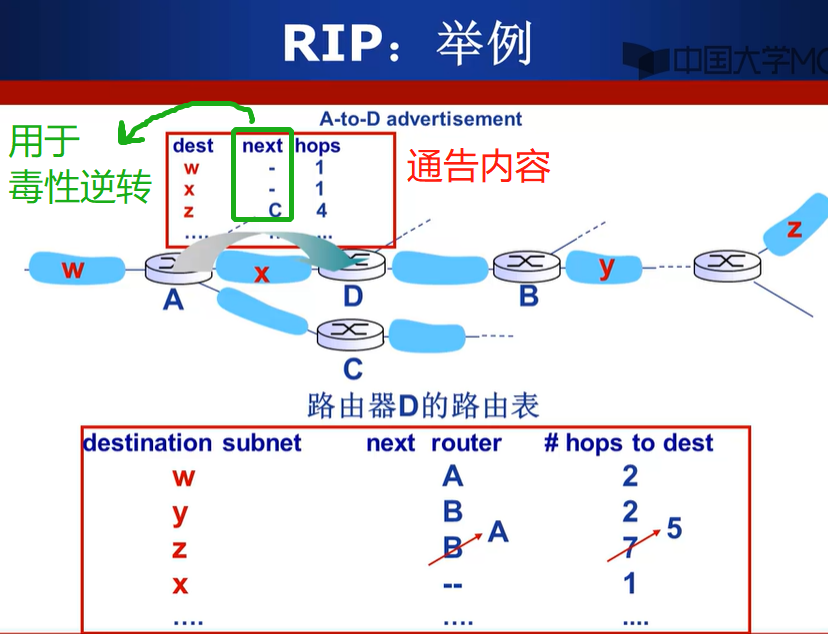 RIP：举例
中国大学MO
A-to-D advertisement
用于
毒性逆转
dest next hops
w - 1
x - 1
z C 4
.... .. ...
通告内容
z
w
x
y
A
D
B
C
路由器D的路由表
destination subnet next router # hops to dest
w A 2
y B 2
z B A 7 5
x -- 1
.... .... ....